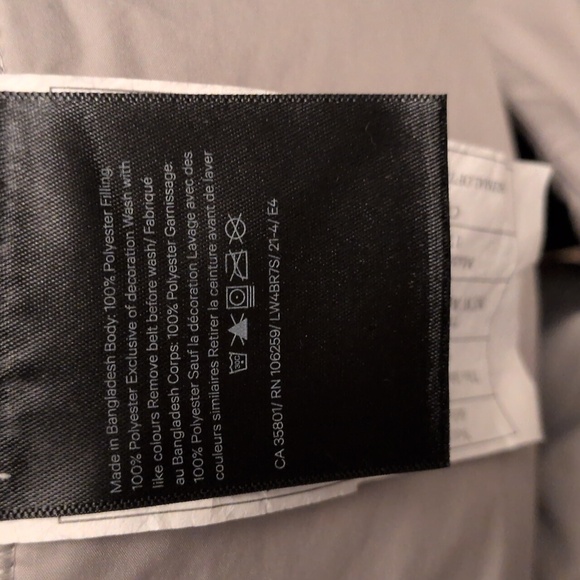 Made in Bangladesh Body: 100% Polyester Filling:
100% Polyester Exclusive of decoration Wash with
like colours Remove belt before wash/ Fabriqué
au Bangladesh Corps: 100% Polyester Garnissage:
100% Polyester Sauf la décoration Lavage avec des
couleurs similaires Retirer la ceinture avant de laver
CA 35801/ RN 106259/ LW4BR7S/ 21-4/ E4